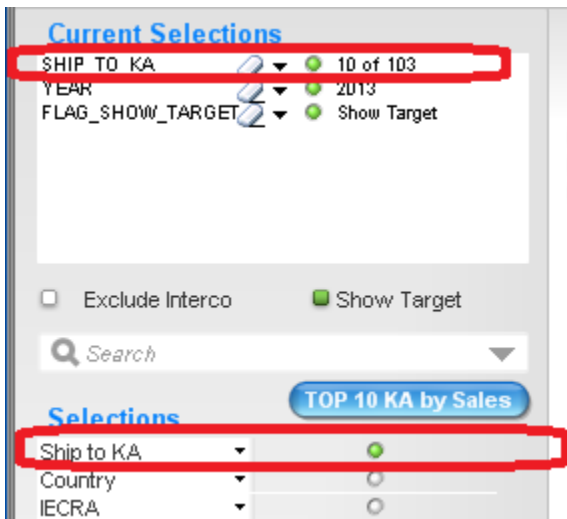 Current Selections
SHIP_TO_KA 10 of 103
YEAR 2013
FLAG_SHOW_TARGET Show Target
Exclude Interco Show Target
Search
TOP 10 KA by Sales
Selections
Ship to KA
Country
IECRA